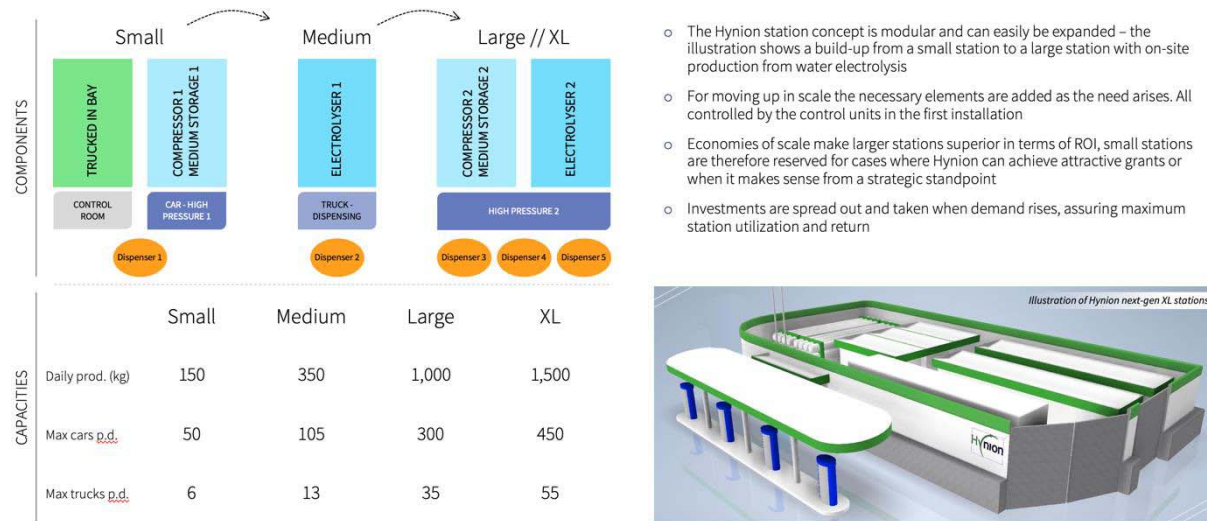 Small
Medium
Large // XL
COMPONENTS
TRUCKED IN BAY
COMPRESSOR 1
MEDIUM STORAGE 1
ELECTROLYSER 1
COMPRESSOR 2
MEDIUM STORAGE 2
ELECTROLYSER 2
CONTROL
ROOM
CAR - HIGH
PRESSURE 1
TRUCK -
DISPENSING
HIGH PRESSURE 2
Dispenser 1
Dispenser 2
Dispenser 3
Dispenser 4
Dispenser 5
CAPACITIES
Small Medium Large XL
Daily prod. (kg) 150 350 1,000 1,500
Max cars p.d. 50 105 300 450
Max trucks p.d. 6 13 35 55
The Hynion station concept is modular and can easily be expanded – the
illustration shows a build-up from a small station to a large station with on-site
production from water electrolysis
For moving up in scale the necessary elements are added as the need arises. All
controlled by the control units in the first installation
Economies of scale make larger stations superior in terms of ROI, small stations
are therefore reserved for cases where Hynion can achieve attractive grants or
when it makes sense from a strategic standpoint
Investments are spread out and taken when demand rises, assuring maximum
station utilization and return
Illustration of Hynion next-gen XL stations
Hynion